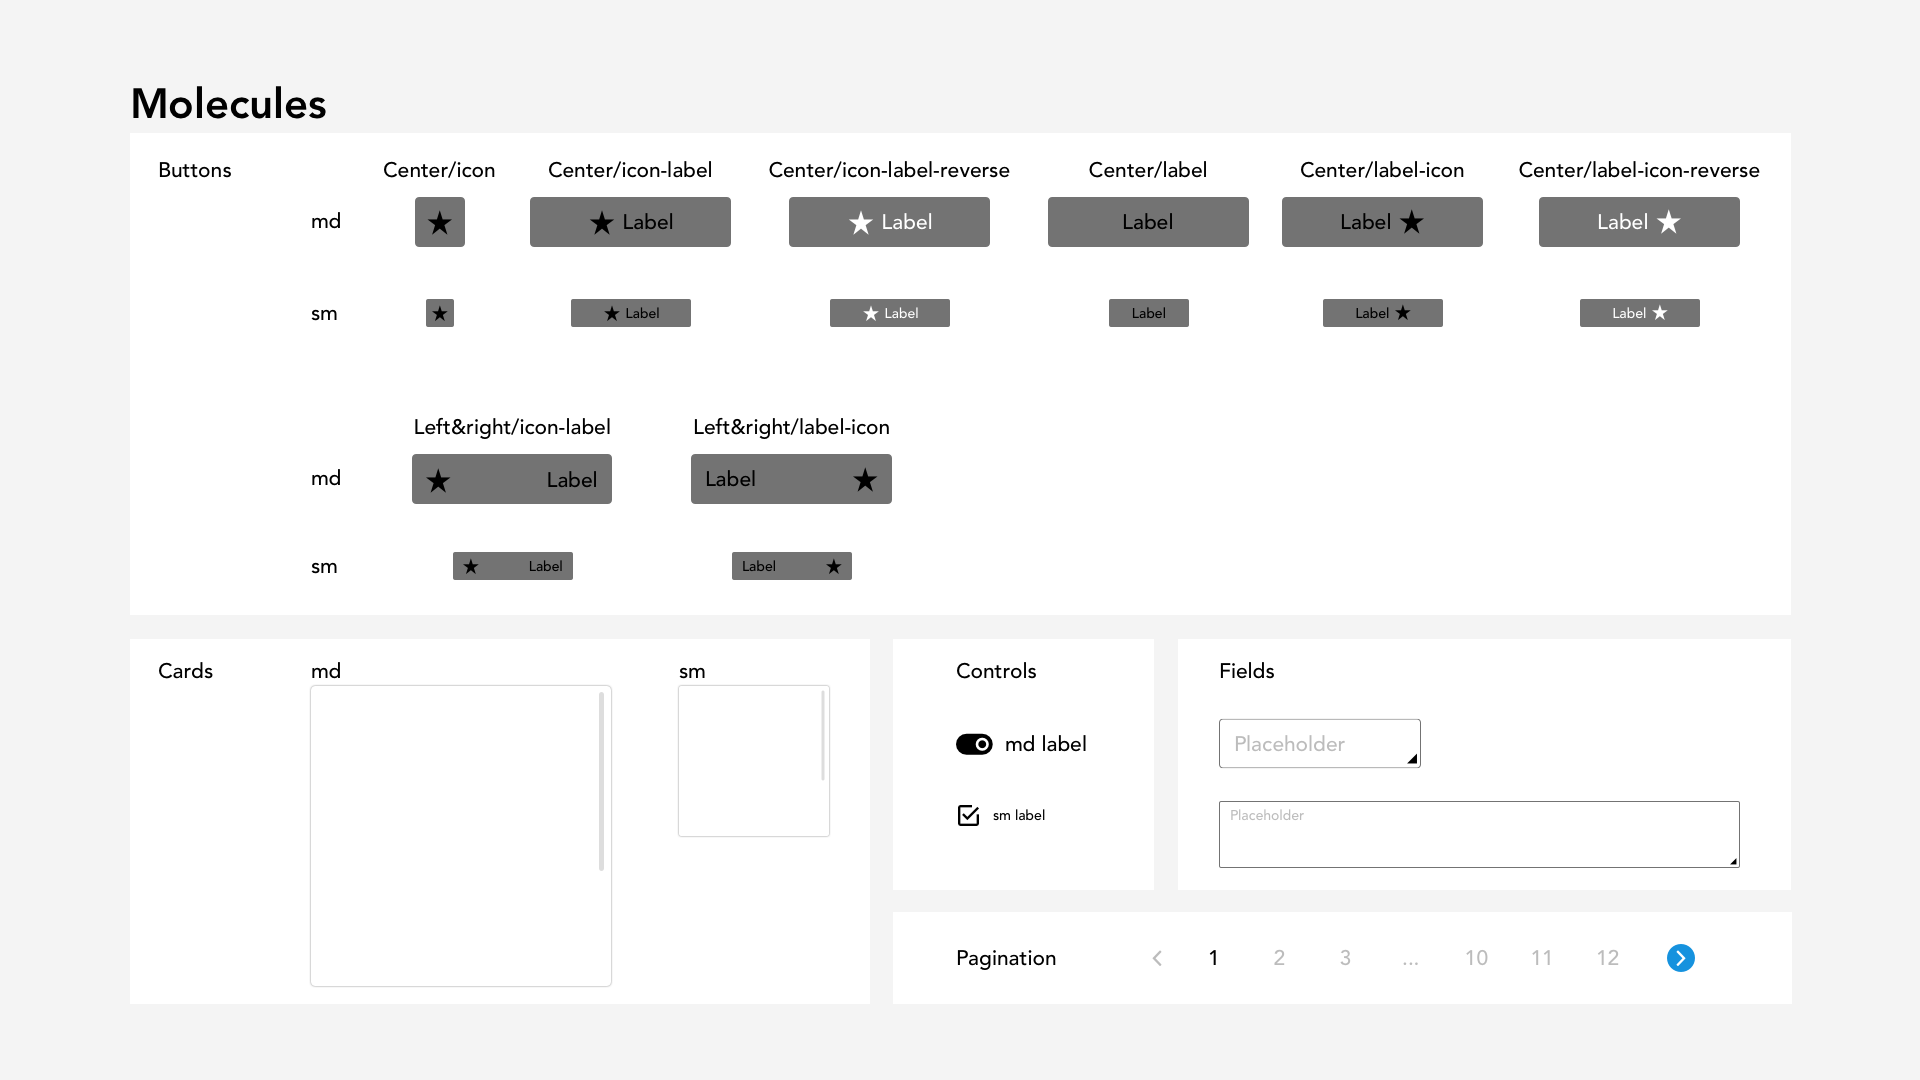 Molecules
Buttons
Center/icon
Center/icon-label
Center/icon-label-reverse
Center/label
Center/label-icon
Center/label-icon-reverse
md
Label
Label
Label
Label
Label
sm
Label
Label
Label
Label
Label
Left&right/icon-label
Left&right/label-icon
md
Label
Label
sm
Label
Label
Cards
md
sm
Controls
md label
sm label
Fields
Placeholder
Placeholder
Pagination
1
2
3
...
10
11
12